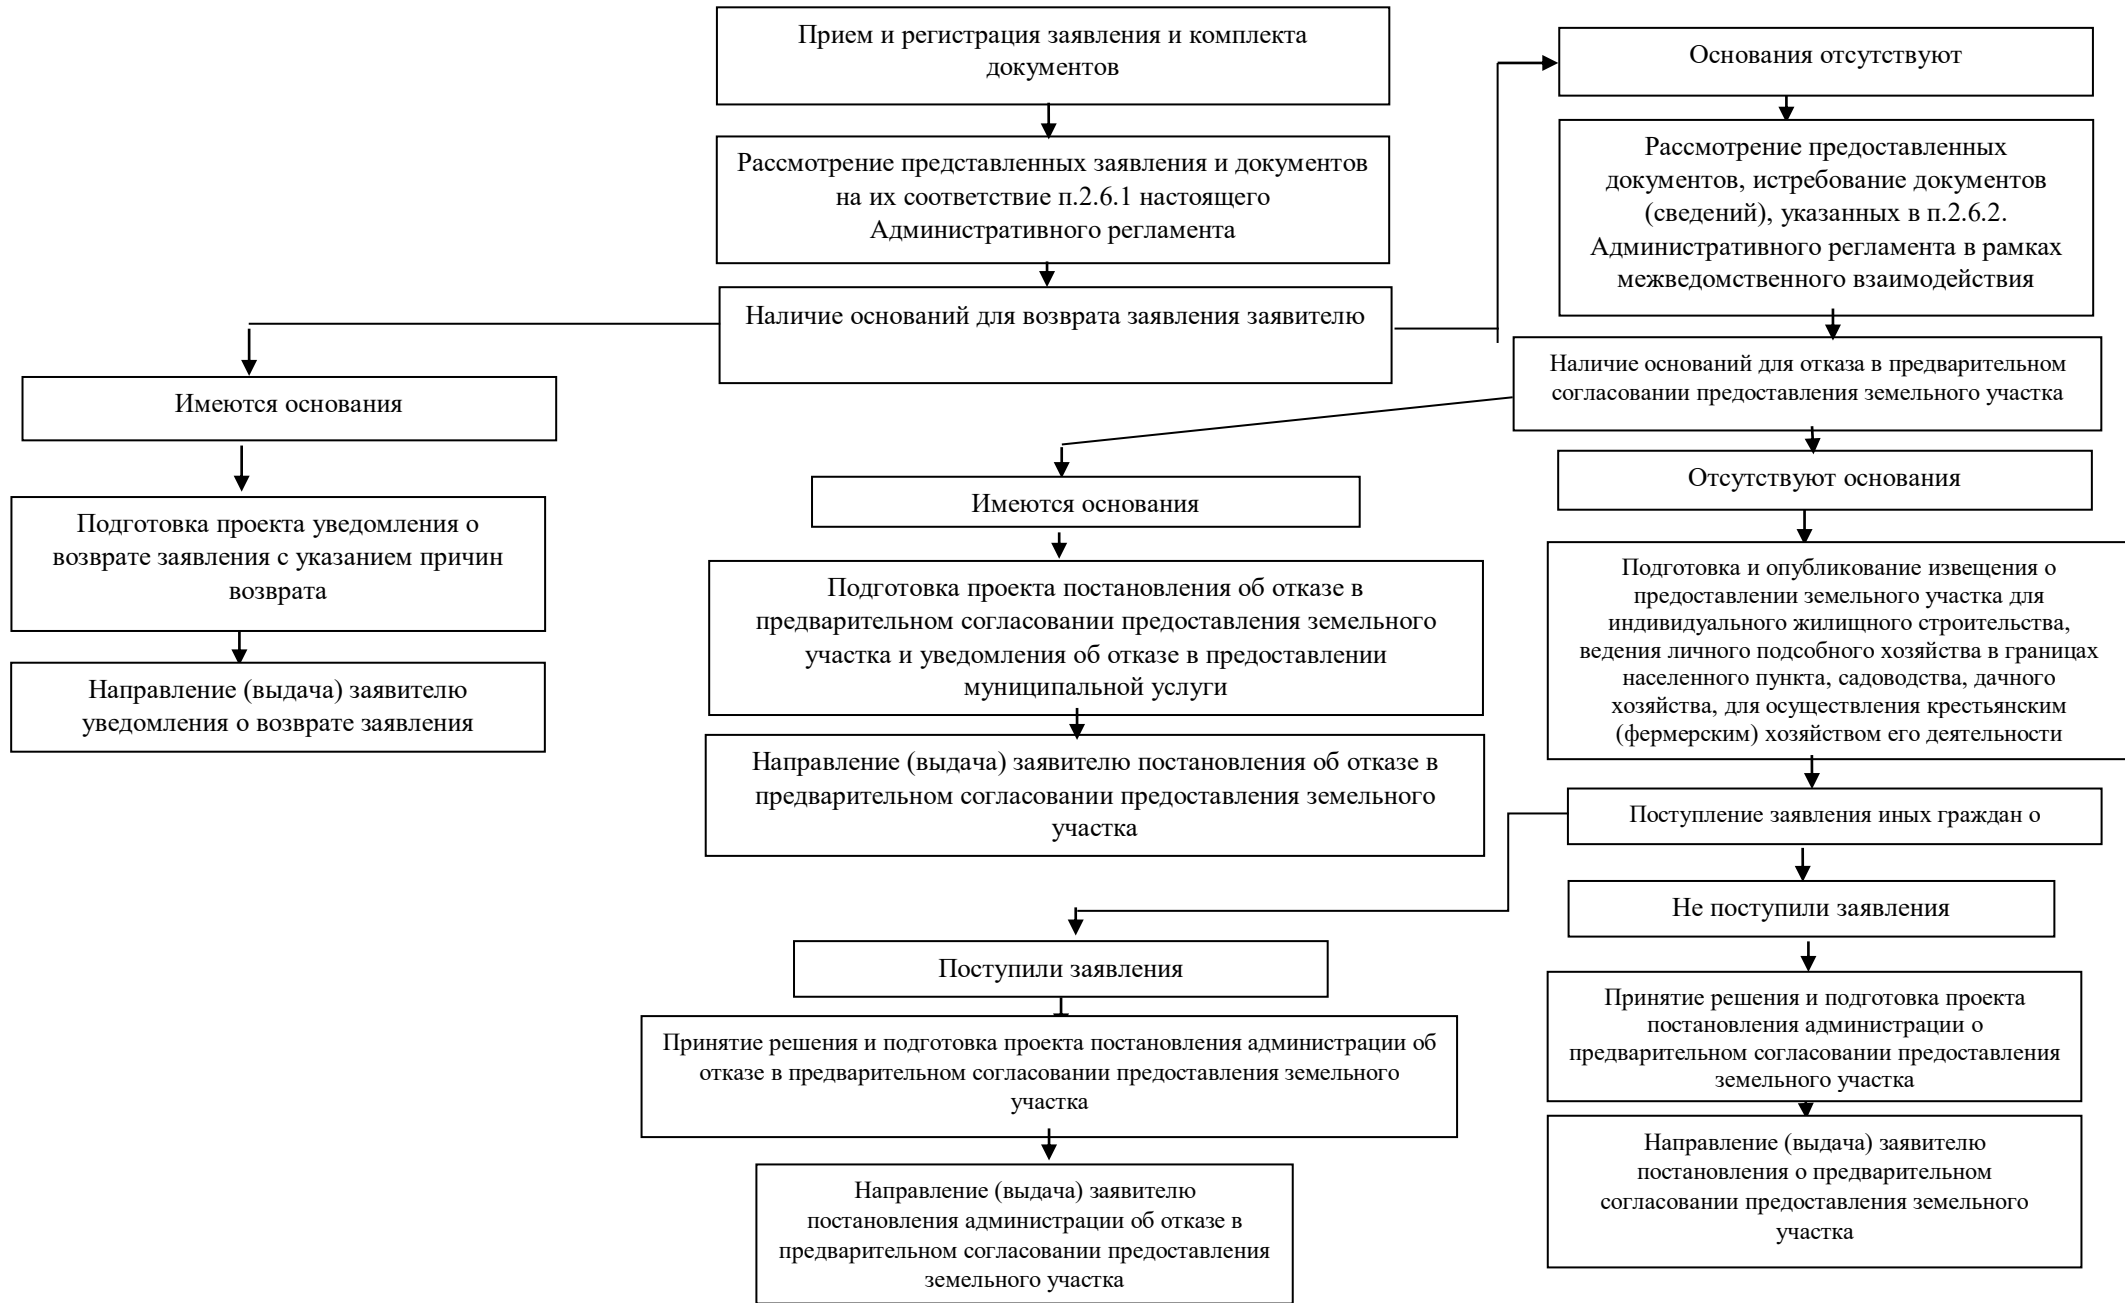 Прием и регистрация заявления и комплекта
документов
Рассмотрение представленных заявления и документов
на их соответствие п.2.6.1 настоящего
Административного регламента
Наличие оснований для возврата заявления заявителю
Имеются основания
Подготовка проекта уведомления о
возврате заявления с указанием причин
возврата
Направление (выдача) заявителю
уведомления о возврате заявления
Основания отсутствуют
Рассмотрение предоставленных
документов, истребование документов
(сведений), указанных в п.2.6.2.
Административного регламента в рамках
межведомственного взаимодействия
Наличие оснований для отказа в предварительном
согласовании предоставления земельного участка
Имеются основания
Подготовка проекта постановления об отказе в
предварительном согласовании предоставления земельного
участка и уведомления об отказе в предоставлении
муниципальной услуги
Направление (выдача) заявителю постановления об отказе в
предварительном согласовании предоставления земельного
участка
Отсутствуют основания
Подготовка и опубликование извещения о
предоставлении земельного участка для
индивидуального жилищного строительства,
ведения личного подсобного хозяйства в границах
населенного пункта, садоводства, дачного
хозяйства, для осуществления крестьянским
(фермерским) хозяйством его деятельности
Поступление заявления иных граждан о
Поступили заявления
Принятие решения и подготовка проекта постановления администрации об
отказе в предварительном согласовании предоставления земельного
участка
Направление (выдача) заявителю
постановления администрации об отказе в
предварительном согласовании предоставления
земельного участка
Не поступили заявления
Принятие решения и подготовка проекта
постановления администрации о
предварительном согласовании предоставления
земельного участка
Направление (выдача) заявителю
постановления о предварительном
согласовании предоставления земельного
участка